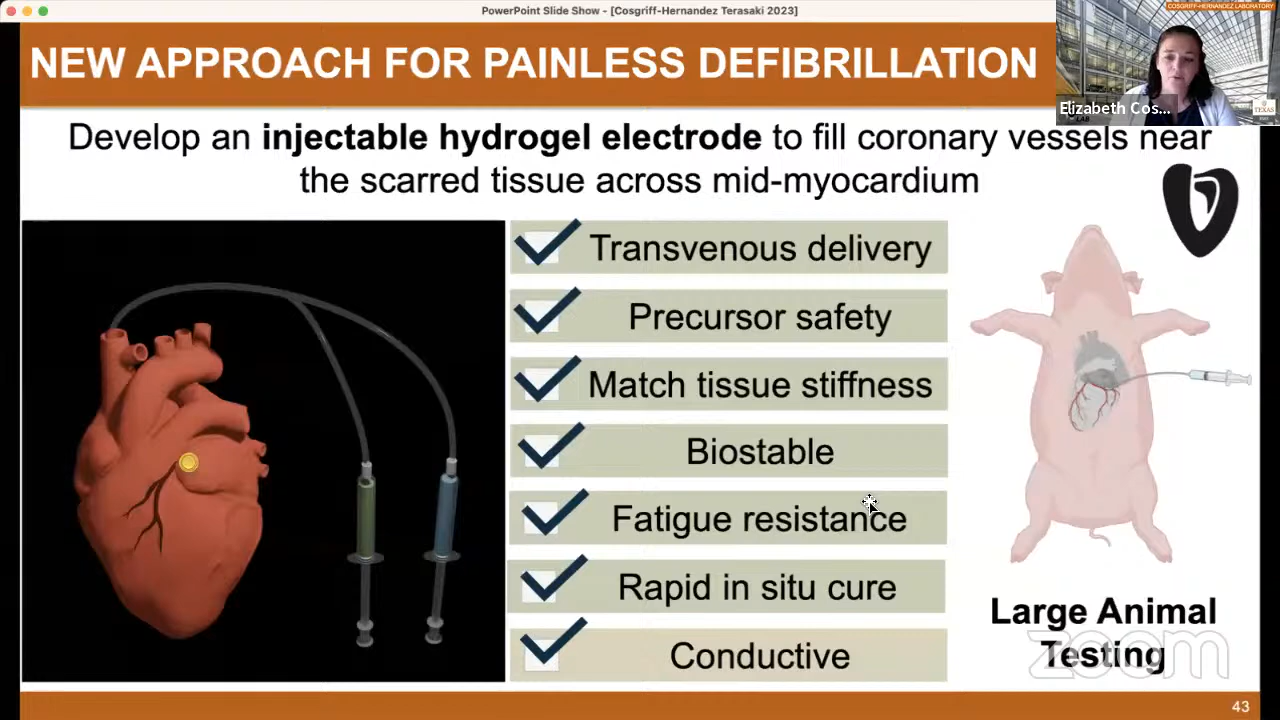 PowerPoint Slide Show - [Cosgriff-Hernandez Terasaki 2023]
COSGRIFF-HERNANDEZ LABORATORY
NEW APPROACH FOR PAINLESS DEFIBRILLATION
Elizabeth Cos...
TEXAS
LAB
Develop an injectable hydrogel electrode to fill coronary vessels near
the scarred tissue across mid-myocardium
Transvenous delivery
Precursor safety
Match tissue stiffness
Biostable
Fatigue resistance
Rapid in situ cure
Conductive
Large Animal
Testing
zoom
43